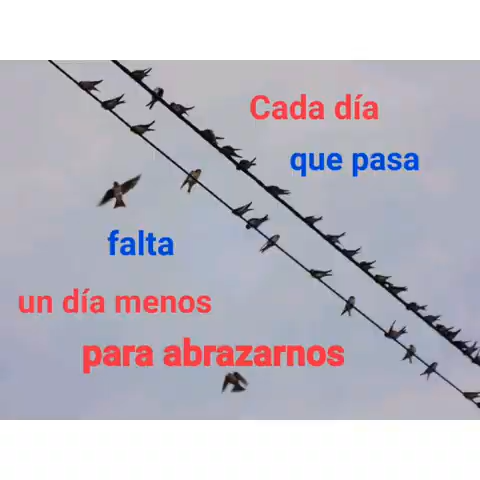 Cada día
que pasa
falta
un día menos
para abrazarnos